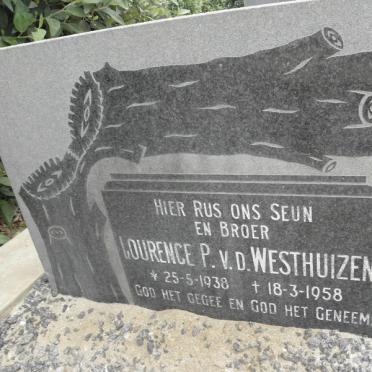 HIER RUS ONS SEUN
EN BROER
LOURENCE P. V. D. WESTHUIZEN
* 25-5-1938 † 18-3-1958
GOD HET GEGEE EN GOD HET GENEEM